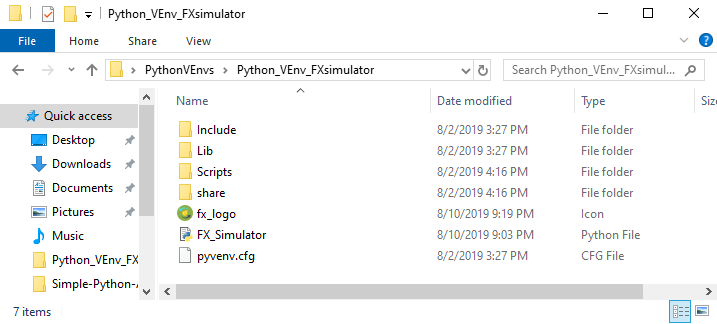 Python_VEnv_FXsimulator
File Home Share View
PythonVEnvs Python_VEnv_FXsimulator Search Python_VEnv_FXsimul...
Name Date modified Type Siz
Quick access
Desktop
Downloads
Documents
Pictures
Music
Python_VEnv_FX
Simple-Python-A
Include 8/2/2019 3:27 PM File folder
Lib 8/2/2019 3:27 PM File folder
Scripts 8/2/2019 4:16 PM File folder
share 8/2/2019 4:16 PM File folder
fx_logo 8/10/2019 9:19 PM Icon
FX_Simulator 8/10/2019 9:03 PM Python File
pyvenv.cfg 8/2/2019 3:27 PM CFG File
7 items